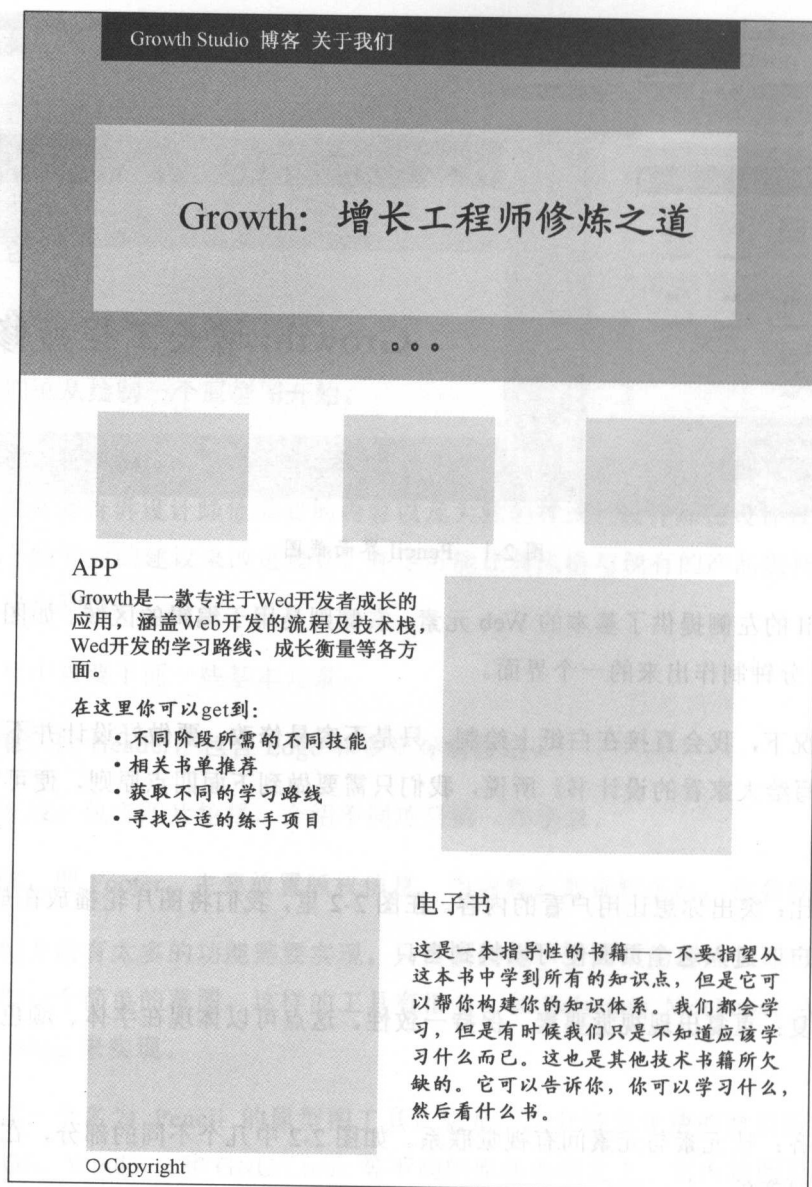 Growth Studio 博客 关于我们
Growth: 增长工程师修炼之道
APP
Growth是一款专注于Wed开发者成长的
应用，涵盖Web开发的流程及技术栈，
Wed开发的学习路线、成长衡量等各方
面。
在这里你可以get到:
•不同阶段所需的不同技能
•相关书单推荐
•获取不同的学习路线
•寻找合适的练手项目
电子书
这是一本指导性的书籍——不要指望从
这本书中学到所有的知识点，但是它可
以帮你构建你的知识体系。我们都会学
习，但是有时候我们只是不知道应该学
习什么而已。这也是其他技术书籍所欠
缺的。它可以告诉你，你可以学习什么，
然后看什么书。
○Copyright